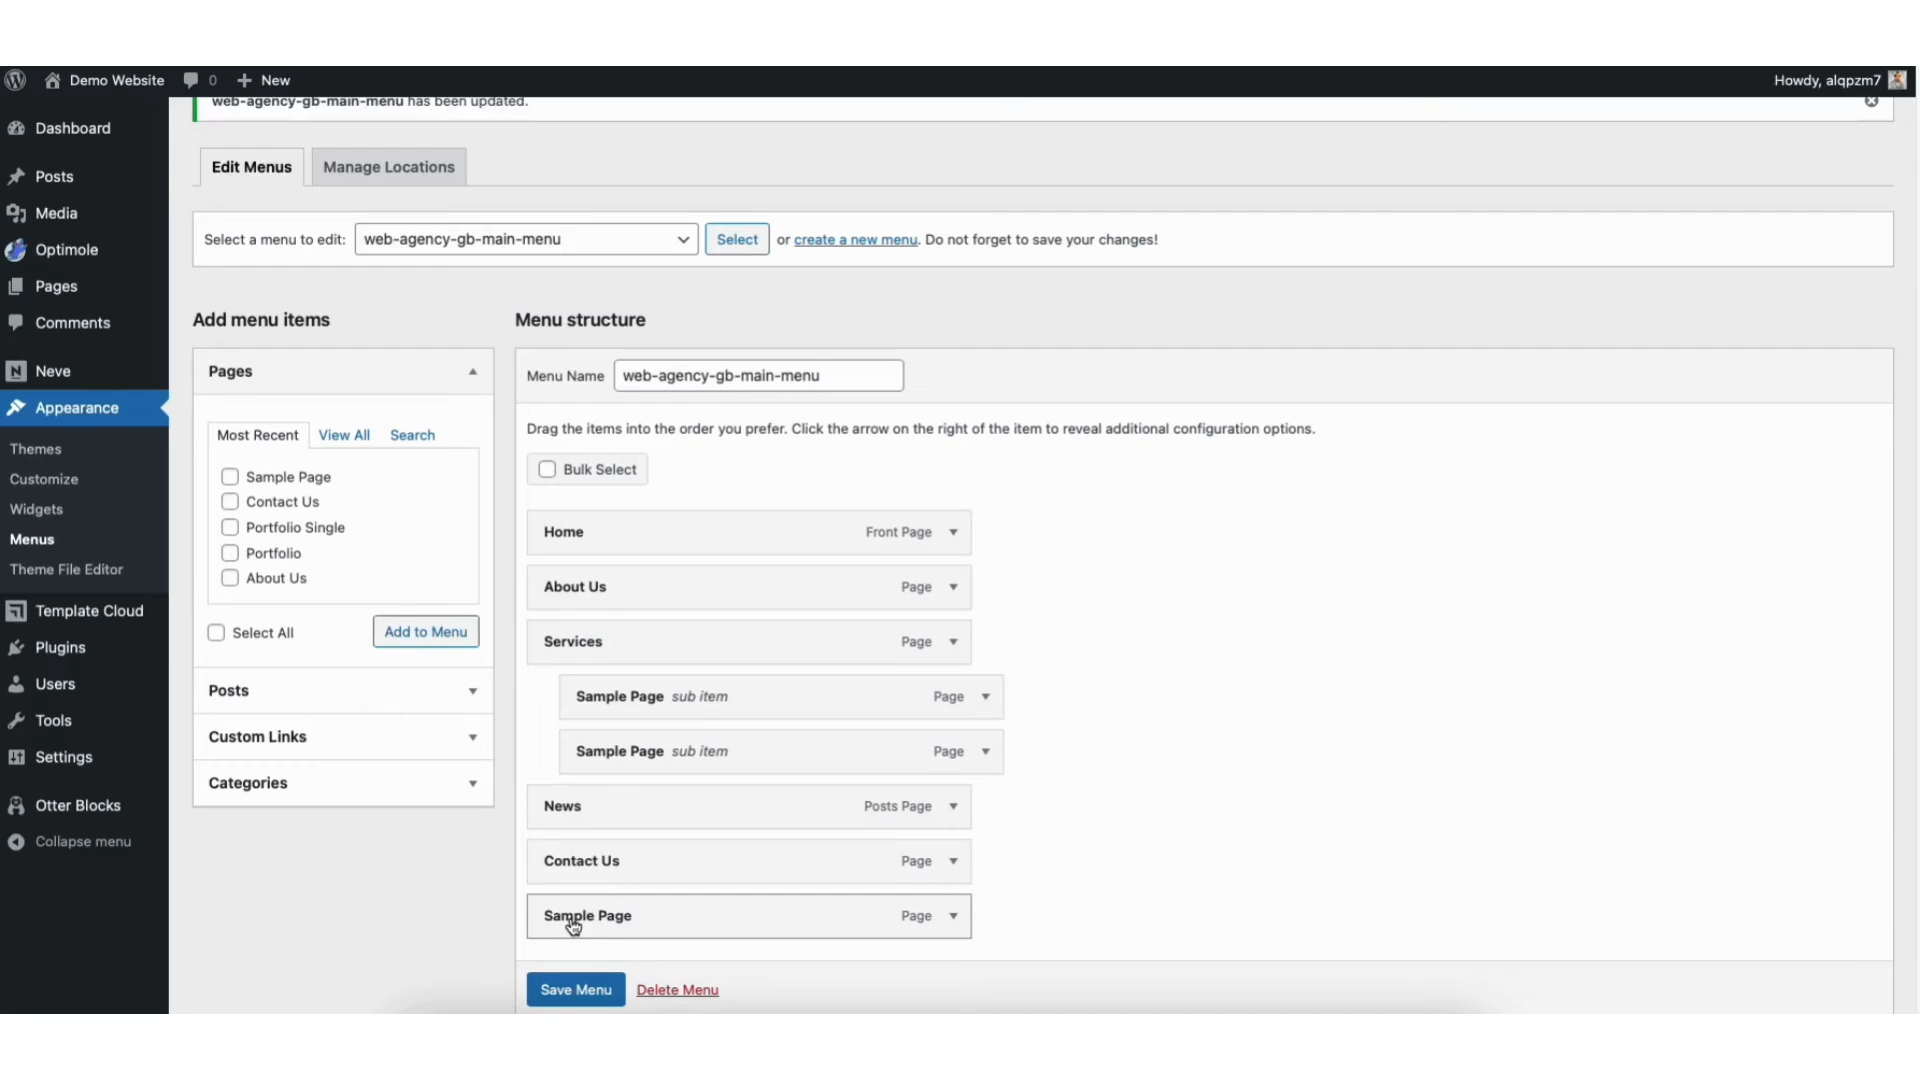 Demo Website 0 New Howdy, alqpzm7
web-agency-gb-main-menu has been updated.
Dashboard
Posts
Media
Optimole
Pages
Comments
Neve
Appearance
Themes
Customize
Widgets
Menus
Theme File Editor
Template Cloud
Plugins
Users
Tools
Settings
Otter Blocks
Collapse menu
Edit Menus Manage Locations
Select a menu to edit: web-agency-gb-main-menu Select or create a new menu. Do not forget to save your changes!
Add menu items
Pages
Most Recent View All Search
Sample Page
Contact Us
Portfolio Single
Portfolio
About Us
Select All Add to Menu
Posts
Custom Links
Categories
Menu structure
Menu Name web-agency-gb-main-menu
Drag the items into the order you prefer. Click the arrow on the right of the item to reveal additional configuration options.
Bulk Select
Home Front Page
About Us Page
Services Page
Sample Page sub item Page
Sample Page sub item Page
News Posts Page
Contact Us Page
Sample Page Page
Save Menu Delete Menu